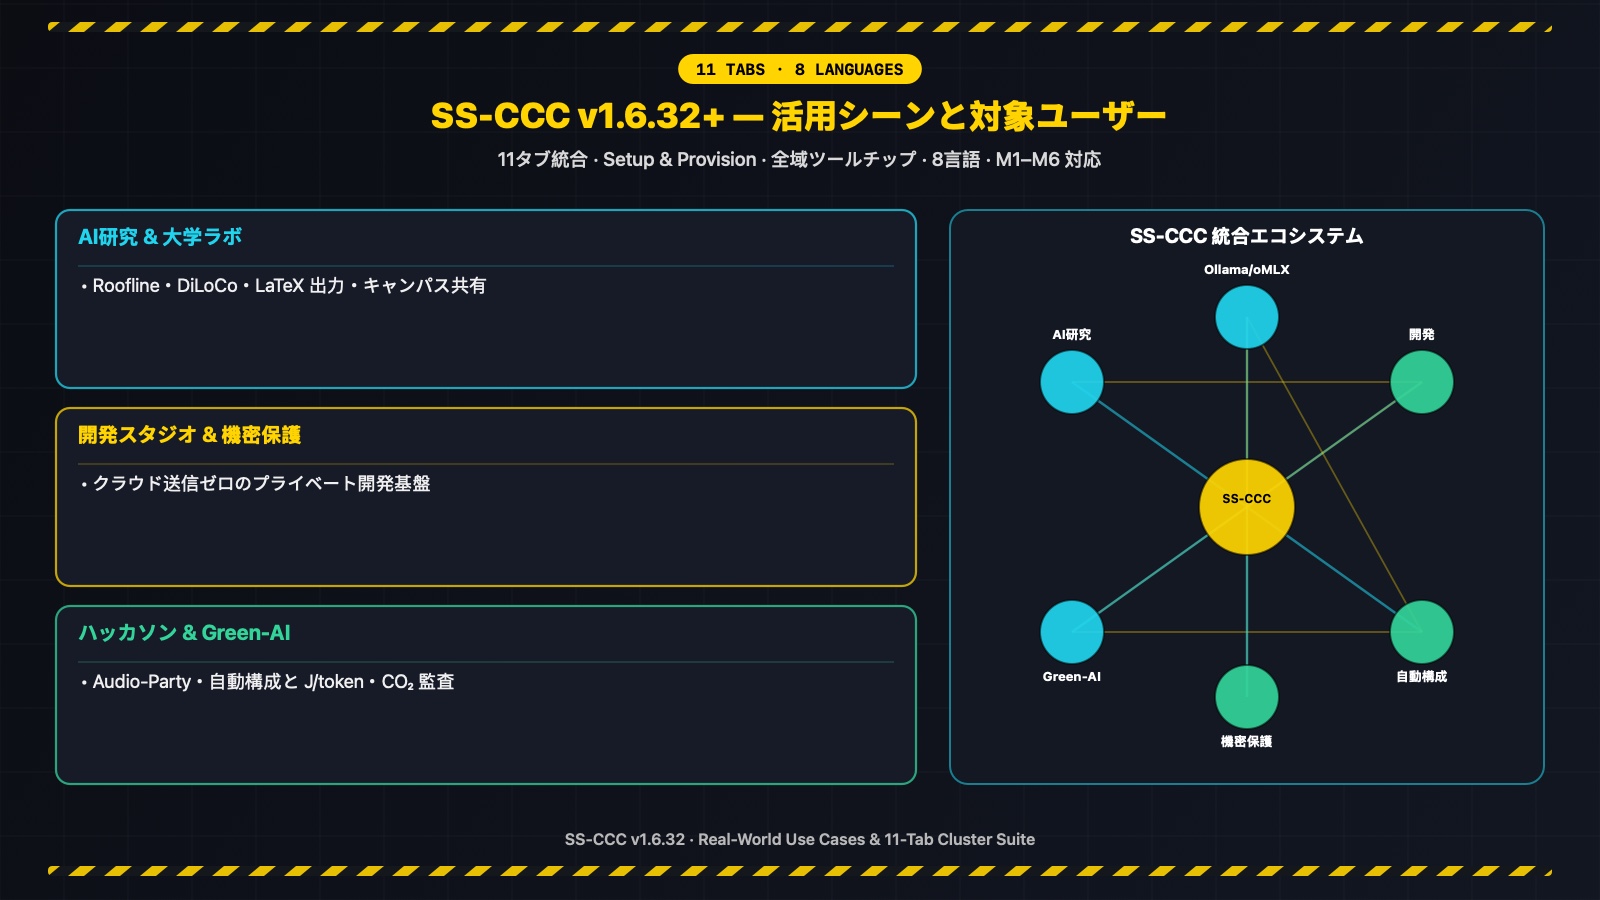 11 TABS · 8 LANGUAGES
SS-CCC v1.6.32+ — 活用シーンと対象ユーザー
11タブ統合 · Setup & Provision · 全域ツールチップ · 8言語 · M1–M6 対応
AI研究 & 大学ラボ
• Roofline・DiLoCo・LaTeX 出力・キャンパス共有
開発スタジオ & 機密保護
• クラウド送信ゼロのプライベート開発基盤
ハッカソン & Green-AI
• Audio-Party・自動構成と J/token・CO₂ 監査
SS-CCC 統合エコシステム
Ollama/oMLX
AI研究
開発
SS-CCC
Green-AI
自動構成
機密保護
SS-CCC v1.6.32 · Real-World Use Cases & 11-Tab Cluster Suite